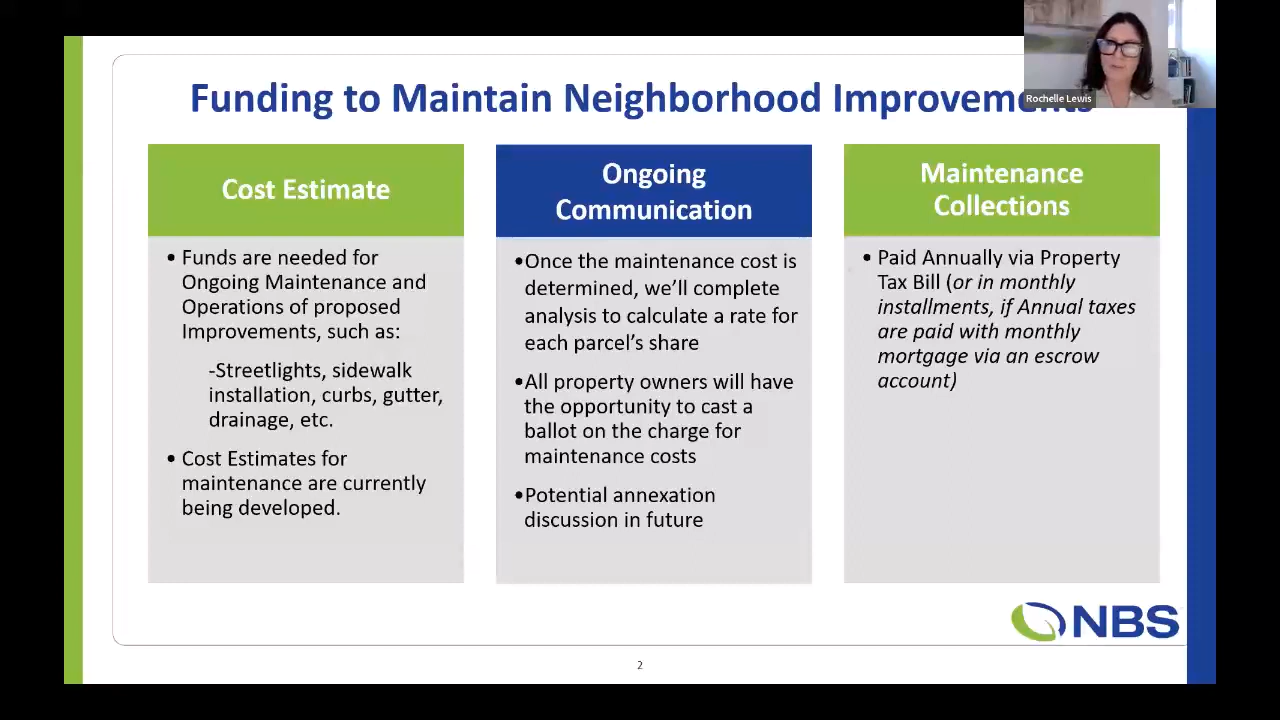 Funding to Maintain Neighborhood Improvements
Rochelle Lewis
Cost Estimate
• Funds are needed for
Ongoing Maintenance and
Operations of proposed
Improvements, such as:
-Streetlights, sidewalk
installation, curbs, gutter,
drainage, etc.
• Cost Estimates for
maintenance are currently
being developed.
Ongoing
Communication
•Once the maintenance cost is
determined, we’ll complete
analysis to calculate a rate for
each parcel’s share
•All property owners will have
the opportunity to cast a
ballot on the charge for
maintenance costs
•Potential annexation
discussion in future
Maintenance
Collections
• Paid Annually via Property
Tax Bill (or in monthly
installments, if Annual taxes
are paid with monthly
mortgage via an escrow
account)
NBS
2